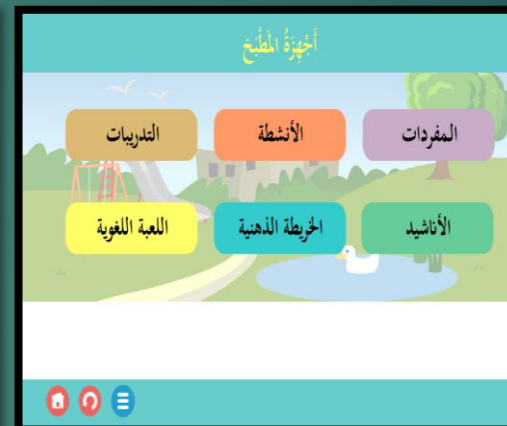 أَجْهِزَةُ المَطْبَخ
المفردات الأنشطة التدريبات
الأناشيد الخريطة الذهنية اللعبة اللغوية